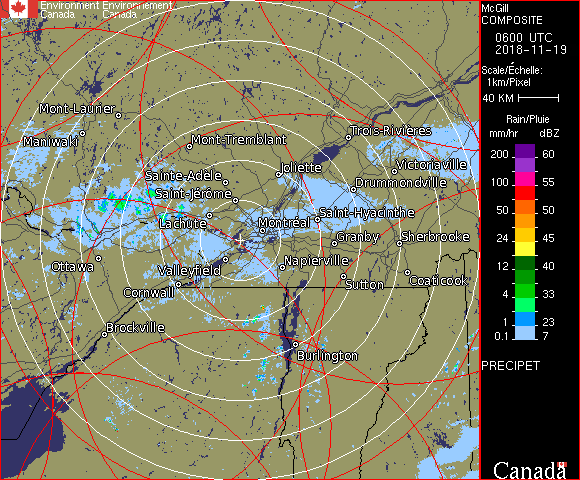 Environment Environnement
Canada Canada
McGill
COMPOSITE
0600 UTC
2018-11-19
Scale/Échelle:
1km/Pixel
40 KM
Rain/Pluie
mm/hr dBZ
200 60
100 55
50 50
24 45
12 40
4 33
1 23
0.1 7
PRECIPET
Canada
Mont-Laurier
Maniwaki
Mont-Tremblant
Trois-Rivières
Victoriaville
Joliette
Sainte-Adèle
Drummondville
Saint-Jérôme
Lachute
Saint-Hyacinthe
Montréal
Granby
Sherbrooke
Ottawa
Valleyfield
Napierville
Sutton
Coaticook
Cornwall
Brockville
Burlington